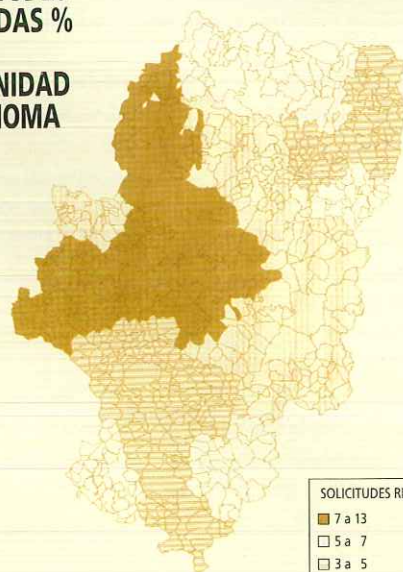 DAS %
NIDAD
NOMA
SOLICITUDES
7 a 13
5 a 7
3 a 5